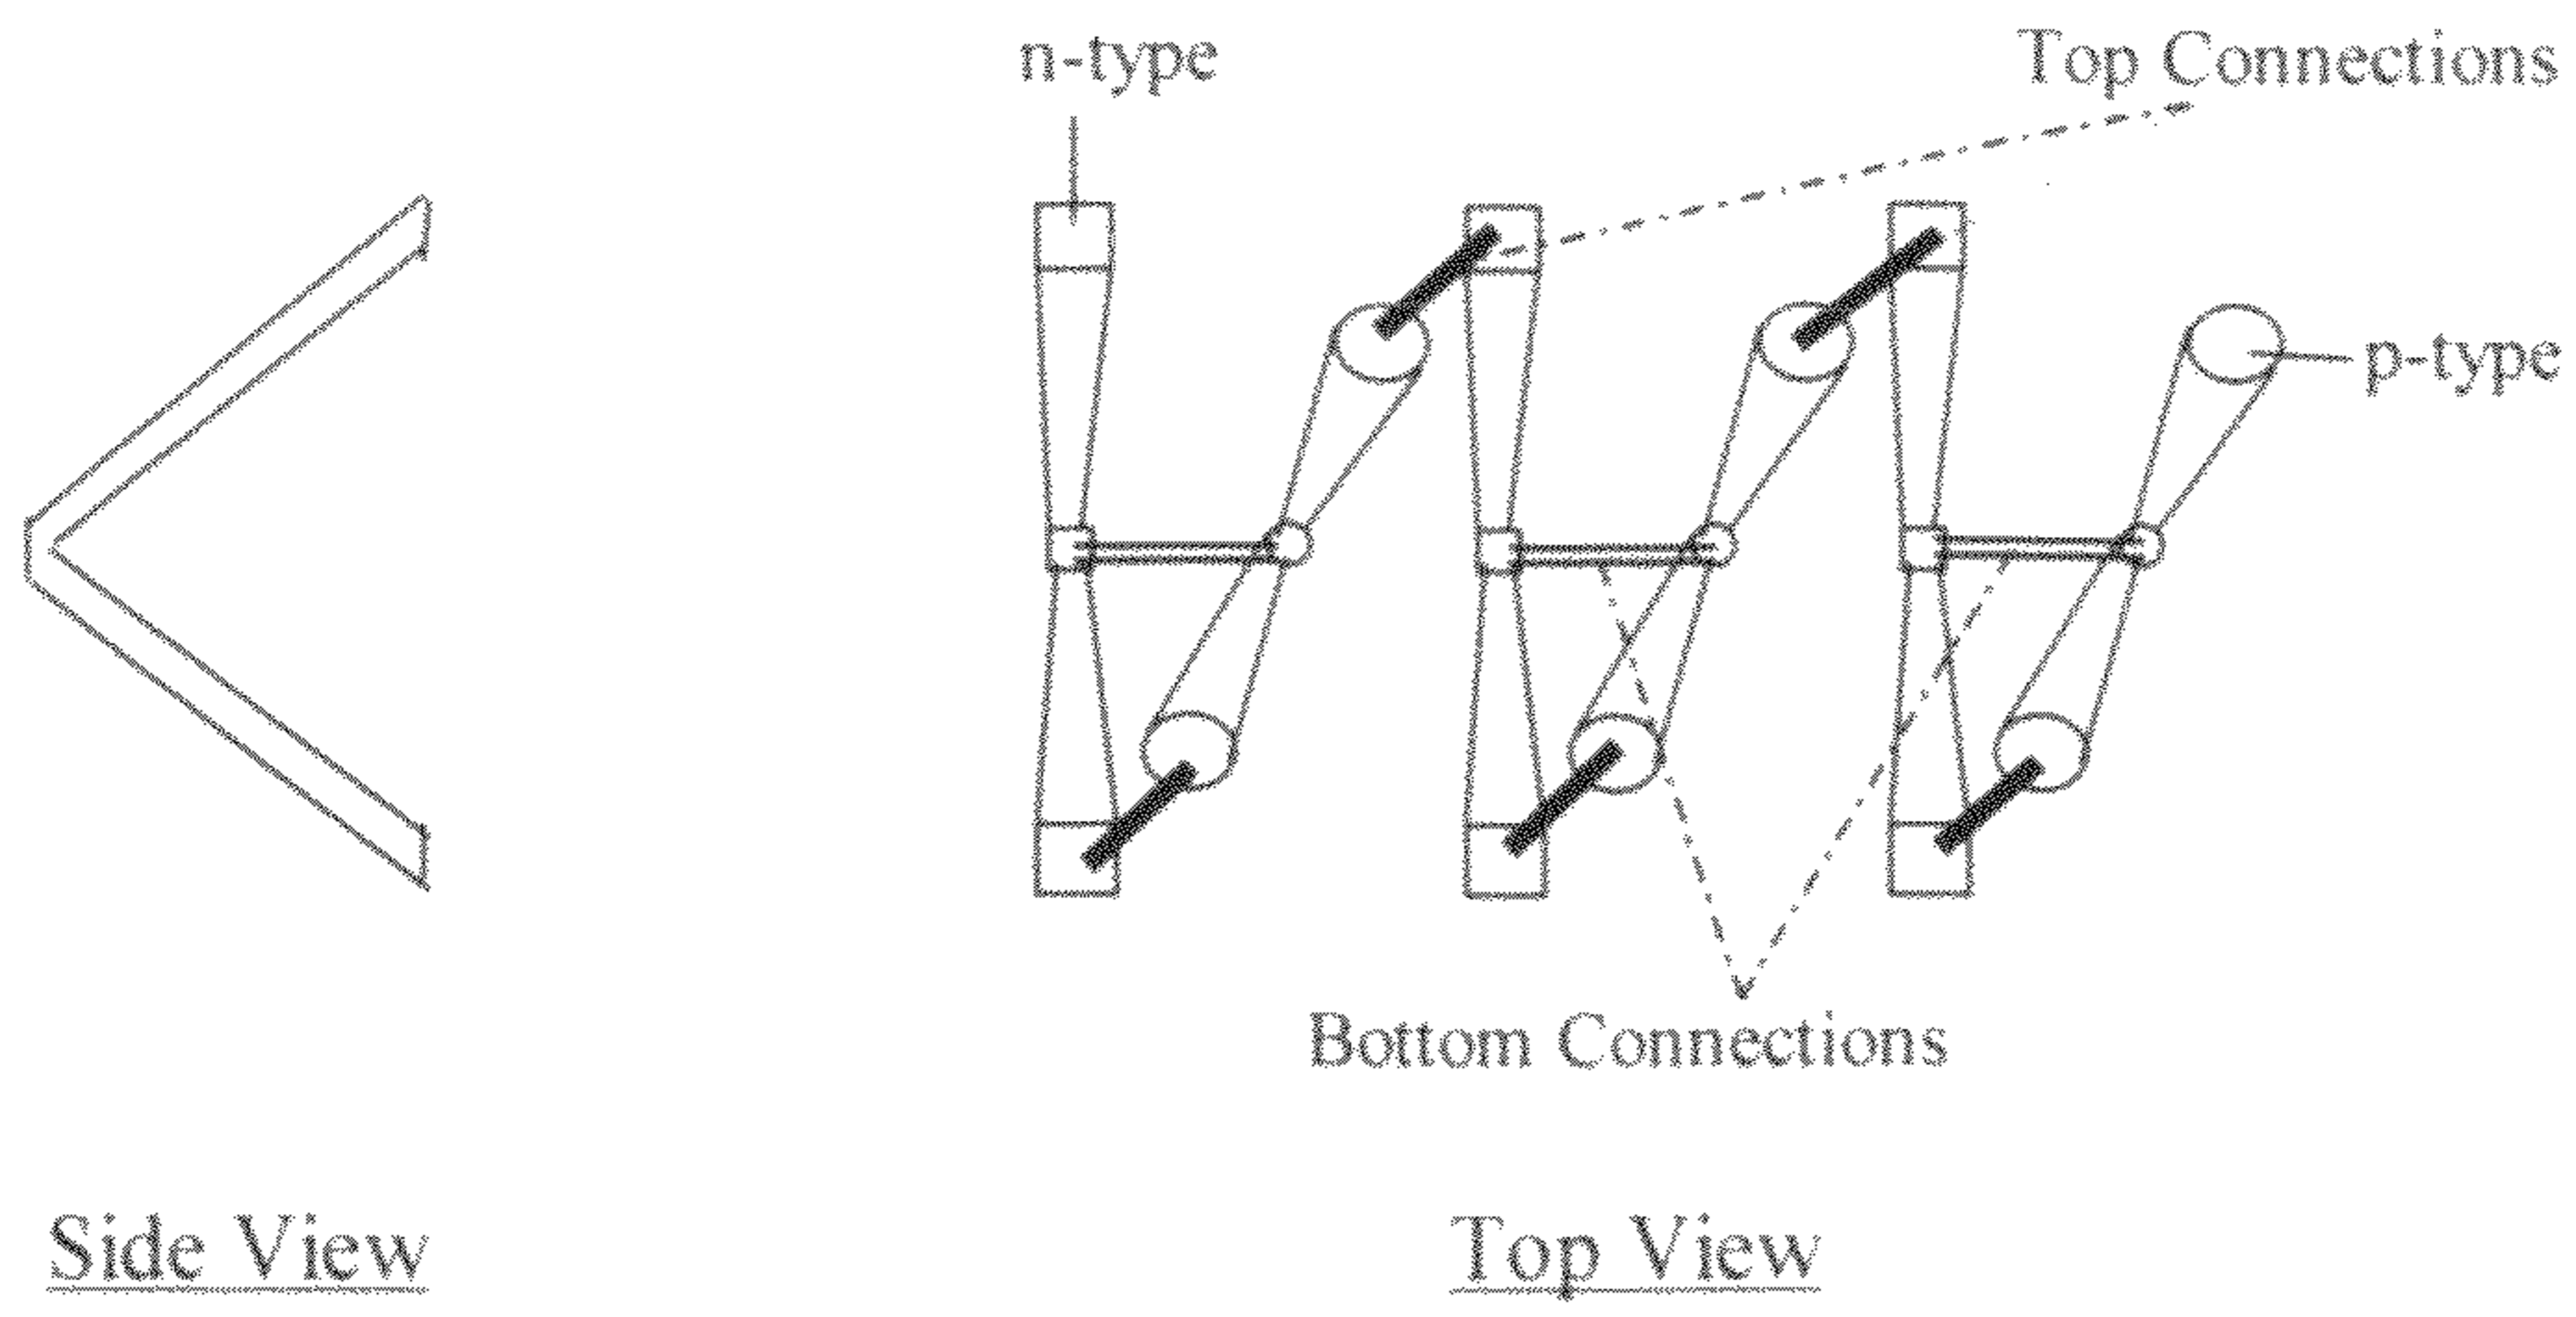 n-type
Top Connections
p-type
Bottom Connections
Side View
Top View